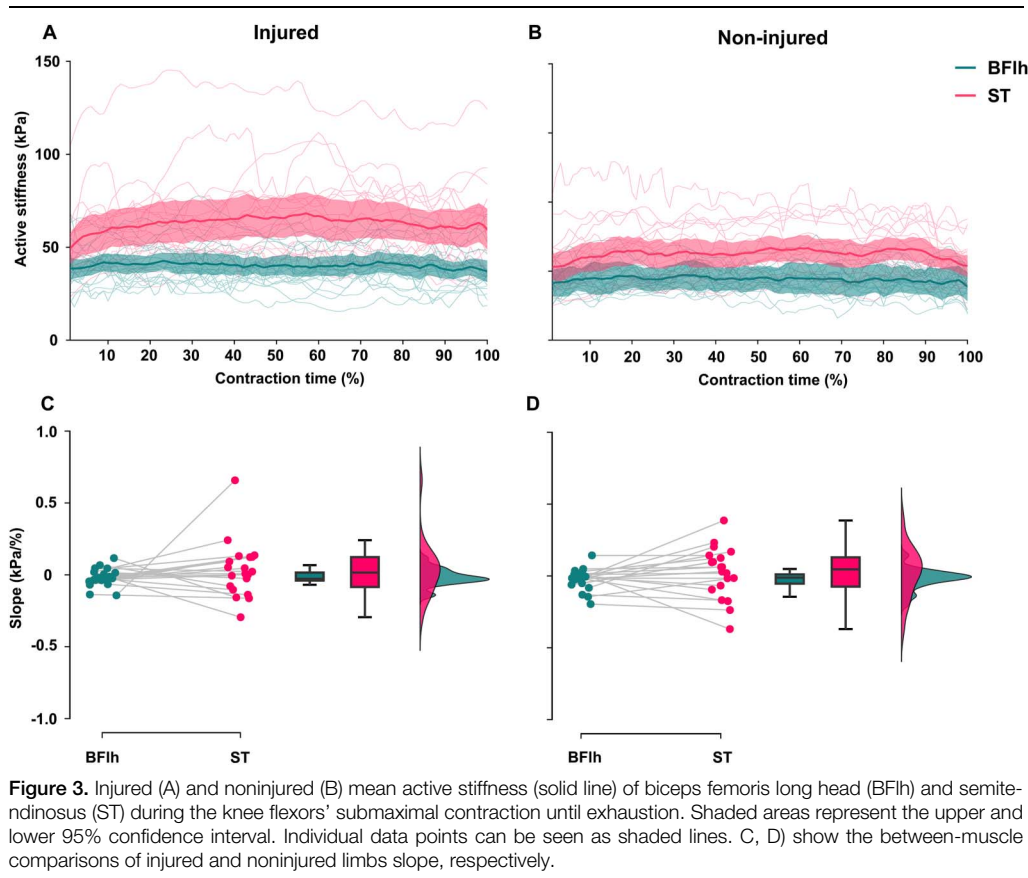 A
Injured
B
Non-injured
BFlh
ST
150
100
50
0
Active stiffness (kPa)
10 20 30 40 50 60 70 80 90 100
Contraction time (%)
10 20 30 40 50 60 70 80 90 100
Contraction time (%)
C
D
1.0
0.5
0
-0.5
-1.0
Slope (kPa/%)
BFlh ST
BFlh ST
Figure 3. Injured (A) and noninjured (B) mean active stiffness (solid line) of biceps femoris long head (BFlh) and semite-
ndinosus (ST) during the knee flexors' submaximal contraction until exhaustion. Shaded areas represent the upper and
lower 95% confidence interval. Individual data points can be seen as shaded lines. C, D) show the between-muscle
comparisons of injured and noninjured limbs slope, respectively.